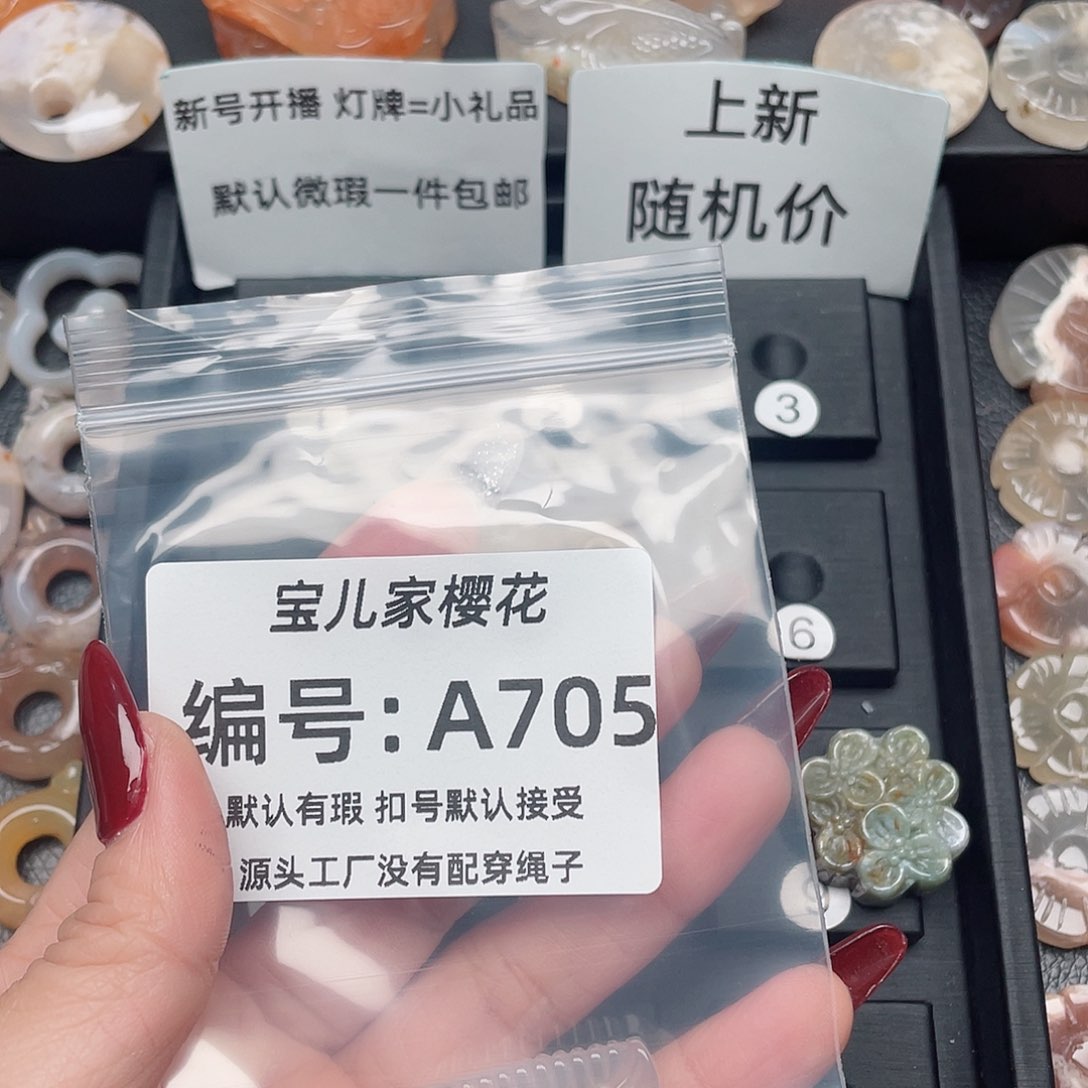 新号开播 灯牌=小礼品
默认微瑕一件包邮
上新
随机价
3
6
9
宝儿家樱花
编号:A705
默认有瑕 扣号默认接受
源头工厂没有配穿绳子